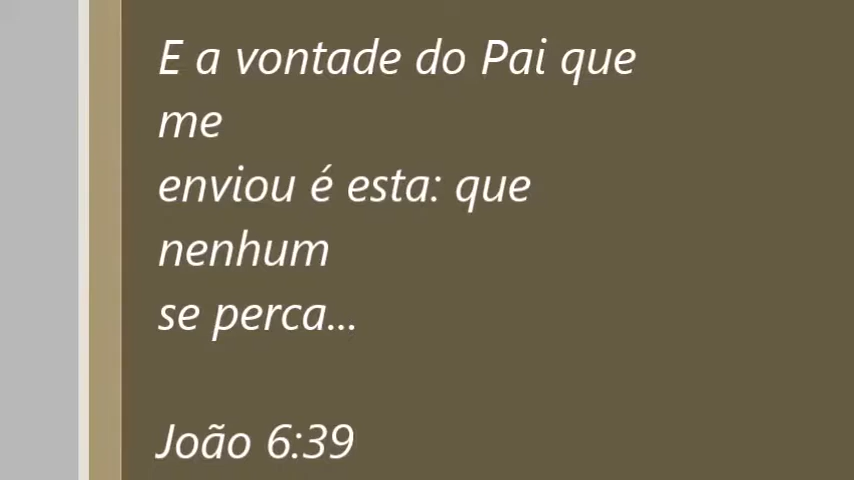 E a vontade do Pai que
me
enviou é esta: que
nenhum
se perca...
João 6:39